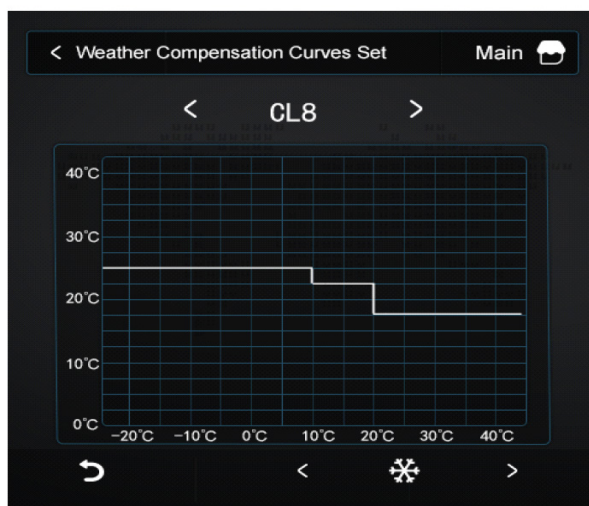 < Weather Compensation Curves Set Main
< CL8 >
40°C
30°C
20°C
10°C
0°C
−20°C −10°C 0°C 10°C 20°C 30°C 40°C
< >